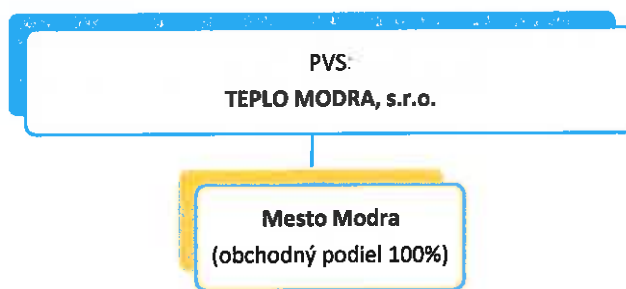 PVS:
TEPLO MODRA, s.r.o.
Mesto Modra
(obchodný podiel 100%)